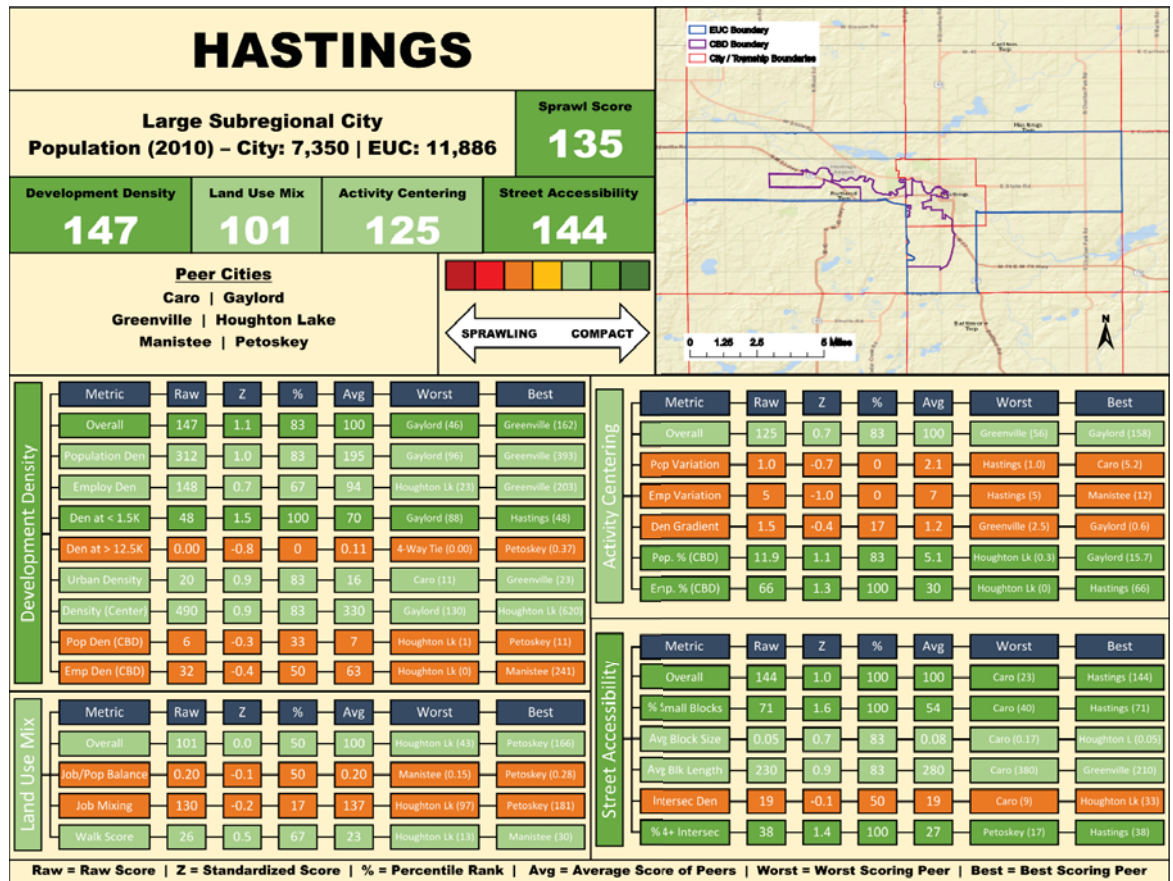 HASTINGS
Large Subregional City
Population (2010) – City: 7,350 | EUC: 11,886
Sprawl Score
135
Development Density
147
Land Use Mix
101
Activity Centering
125
Street Accessibility
144
Peer Cities
Caro | Gaylord
Greenville | Houghton Lake
Manistee | Petoskey
SPRAWLING COMPACT
EUC Boundary
CBD Boundary
City / Township Boundaries
Carlton Twp
Hastings Twp
Rutland Twp
Hastings
Baltimore Twp
N
0 1.25 2.5 5 Miles
Development Density
Metric Raw Z % Avg Worst Best
Overall 147 1.1 83 100 Gaylord (46) Greenville (162)
Population Den 312 1.0 83 195 Gaylord (96) Greenville (393)
Employ Den 148 0.7 67 94 Houghton Lk (23) Greenville (203)
Den at < 1.5K 48 1.5 100 70 Gaylord (88) Hastings (48)
Den at > 12.5K 0.00 -0.8 0 0.11 4-Way Tie (0.00) Petoskey (0.37)
Urban Density 20 0.9 83 16 Caro (11) Greenville (23)
Density (Center) 490 0.9 83 330 Gaylord (130) Houghton Lk (620)
Pop Den (CBD) 6 -0.3 33 7 Houghton Lk (1) Petoskey (11)
Emp Den (CBD) 32 -0.4 50 63 Houghton Lk (0) Manistee (241)
Land Use Mix
Metric Raw Z % Avg Worst Best
Overall 101 0.0 50 100 Houghton Lk (43) Petoskey (166)
Job/Pop Balance 0.20 -0.1 50 0.20 Manistee (0.15) Petoskey (0.28)
Job Mixing 130 -0.2 17 137 Houghton Lk (97) Petoskey (181)
Walk Score 26 0.5 67 23 Houghton Lk (13) Manistee (30)
Activity Centering
Metric Raw Z % Avg Worst Best
Overall 125 0.7 83 100 Greenville (56) Gaylord (158)
Pop Variation 1.0 -0.7 0 2.1 Hastings (1.0) Caro (5.2)
Emp Variation 5 -1.0 0 7 Hastings (5) Manistee (12)
Den Gradient 1.5 -0.4 17 1.2 Greenville (2.5) Gaylord (0.6)
Pop. % (CBD) 11.9 1.1 83 5.1 Houghton Lk (0.3) Gaylord (15.7)
Emp. % (CBD) 66 1.3 100 30 Houghton Lk (0) Hastings (66)
Street Accessibility
Metric Raw Z % Avg Worst Best
Overall 144 1.0 100 100 Caro (23) Hastings (144)
% Small Blocks 71 1.6 100 54 Caro (40) Hastings (71)
Avg Block Size 0.05 0.7 83 0.08 Caro (0.17) Houghton L (0.05)
Avg Blk Length 230 0.9 83 280 Caro (380) Greenville (210)
Intersec Den 19 -0.1 50 19 Caro (9) Houghton Lk (33)
% 4+ Intersec 38 1.4 100 27 Petoskey (17) Hastings (38)
Raw = Raw Score | Z = Standardized Score | % = Percentile Rank | Avg = Average Score of Peers | Worst = Worst Scoring Peer | Best = Best Scoring Peer